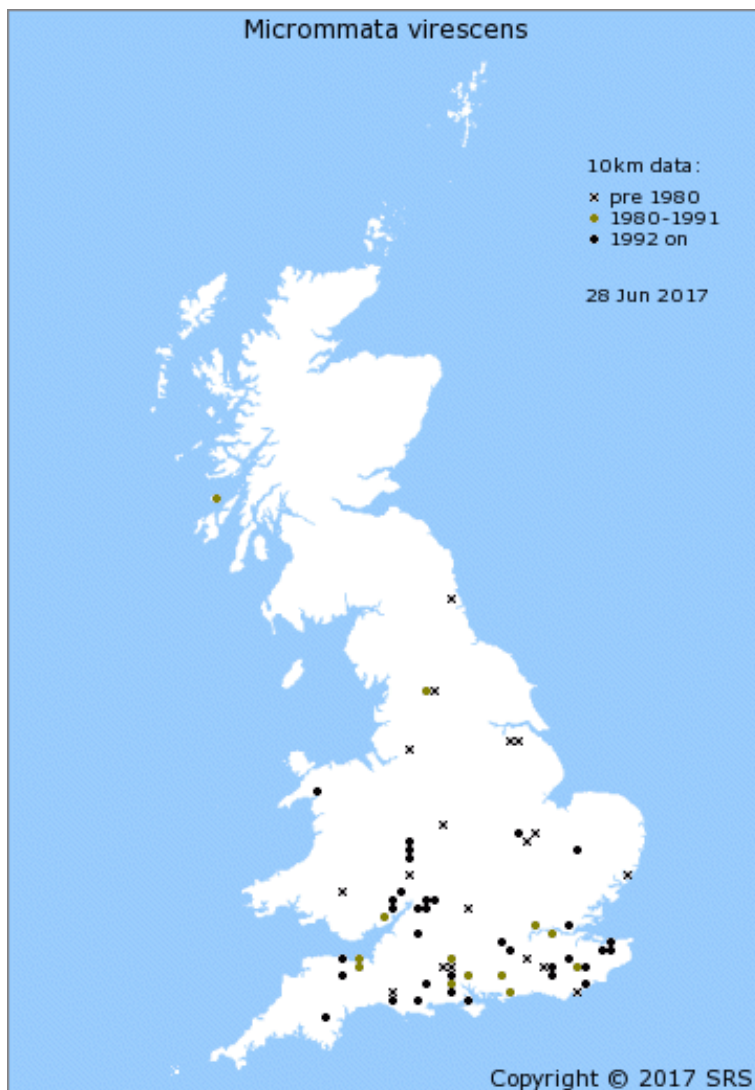 Micrommata virescens
10km data:
pre 1980
1980-1991
1992 on
28 Jun 2017
Copyright © 2017 SRS